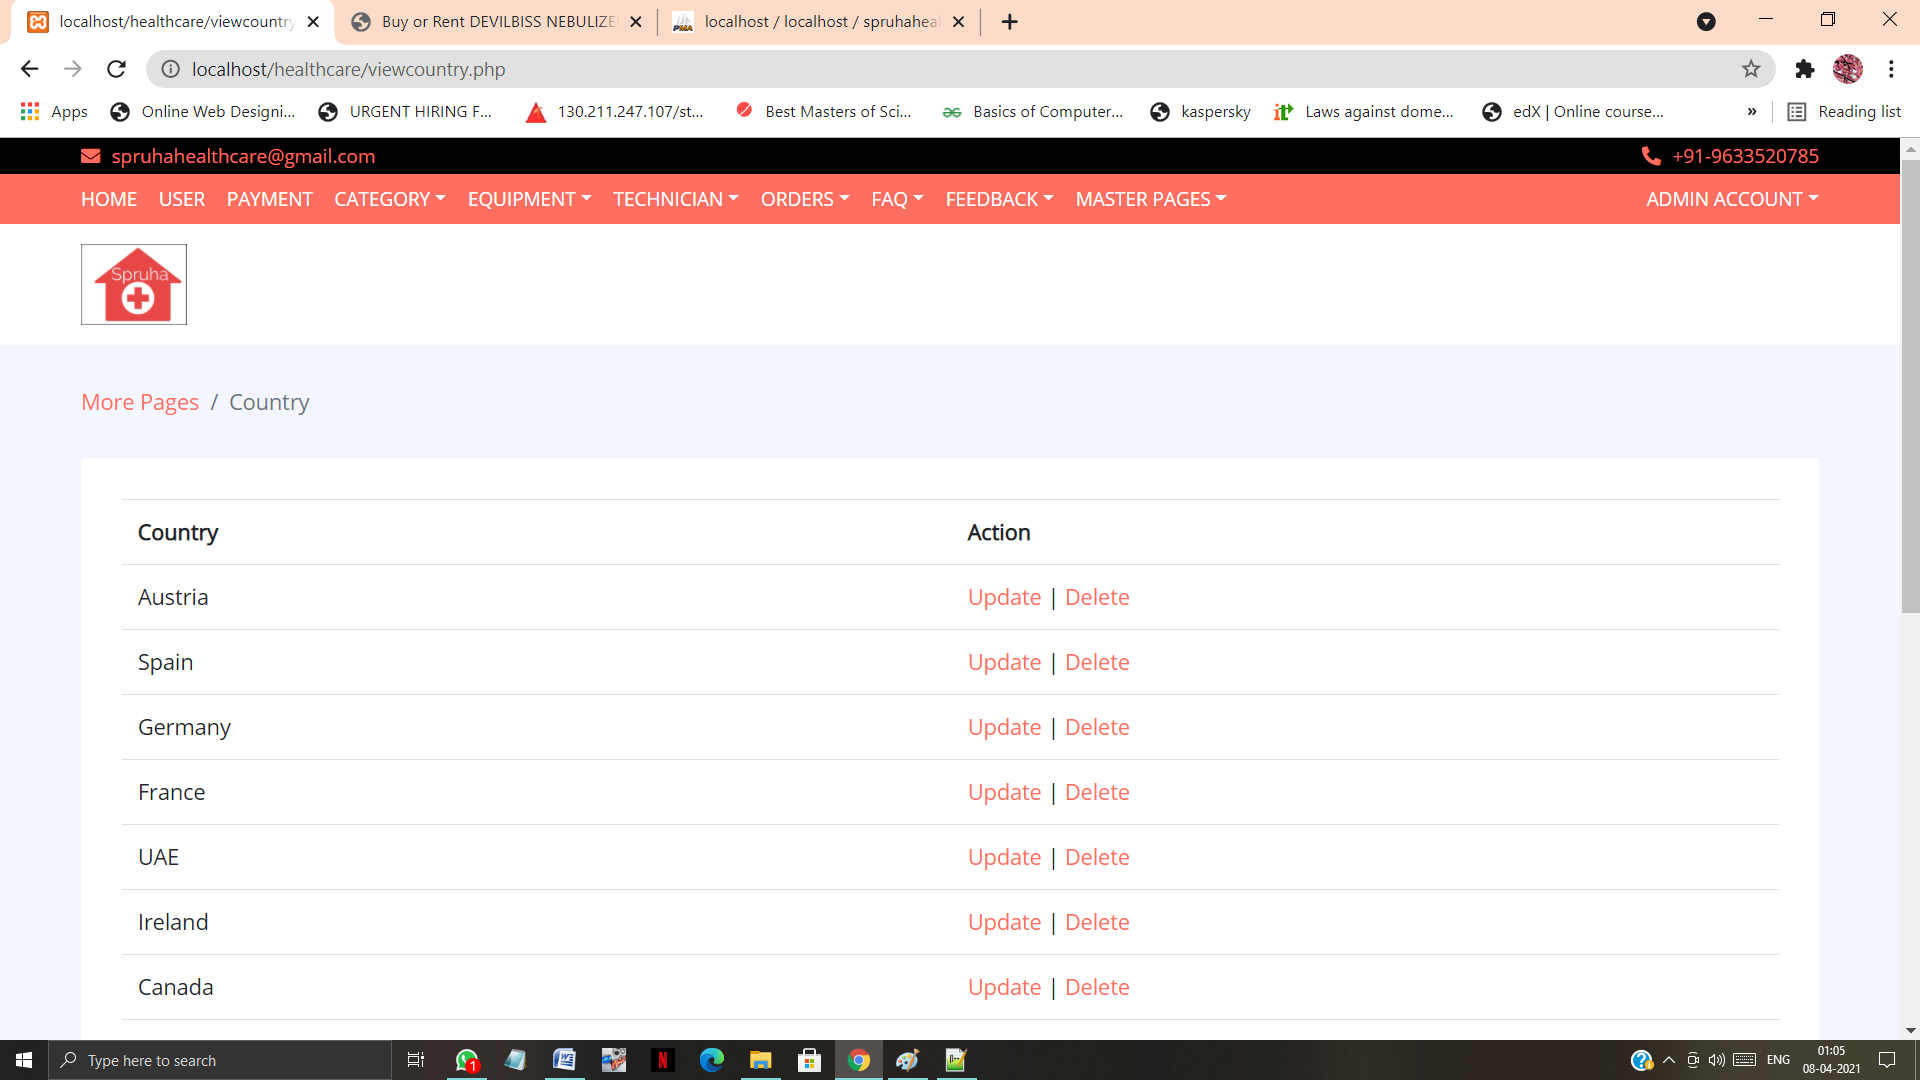 localhost/healthcare/viewcountry
Buy or Rent DEVILBISS NEBULIZE
localhost / localhost / spruhaheal
localhost/healthcare/viewcountry.php
Apps
Online Web Designi...
URGENT HIRING F...
130.211.247.107/st...
Best Masters of Sci...
Basics of Computer...
kaspersky
Laws against dome...
edX | Online course...
»
Reading list
spruhahealthcare@gmail.com
+91-9633520785
HOME USER PAYMENT CATEGORY EQUIPMENT TECHNICIAN ORDERS FAQ FEEDBACK MASTER PAGES ADMIN ACCOUNT
Spruha
More Pages / Country
Country Action
Austria Update | Delete
Spain Update | Delete
Germany Update | Delete
France Update | Delete
UAE Update | Delete
Ireland Update | Delete
Canada Update | Delete
Type here to search
1
ENG
01:05
08-04-2021